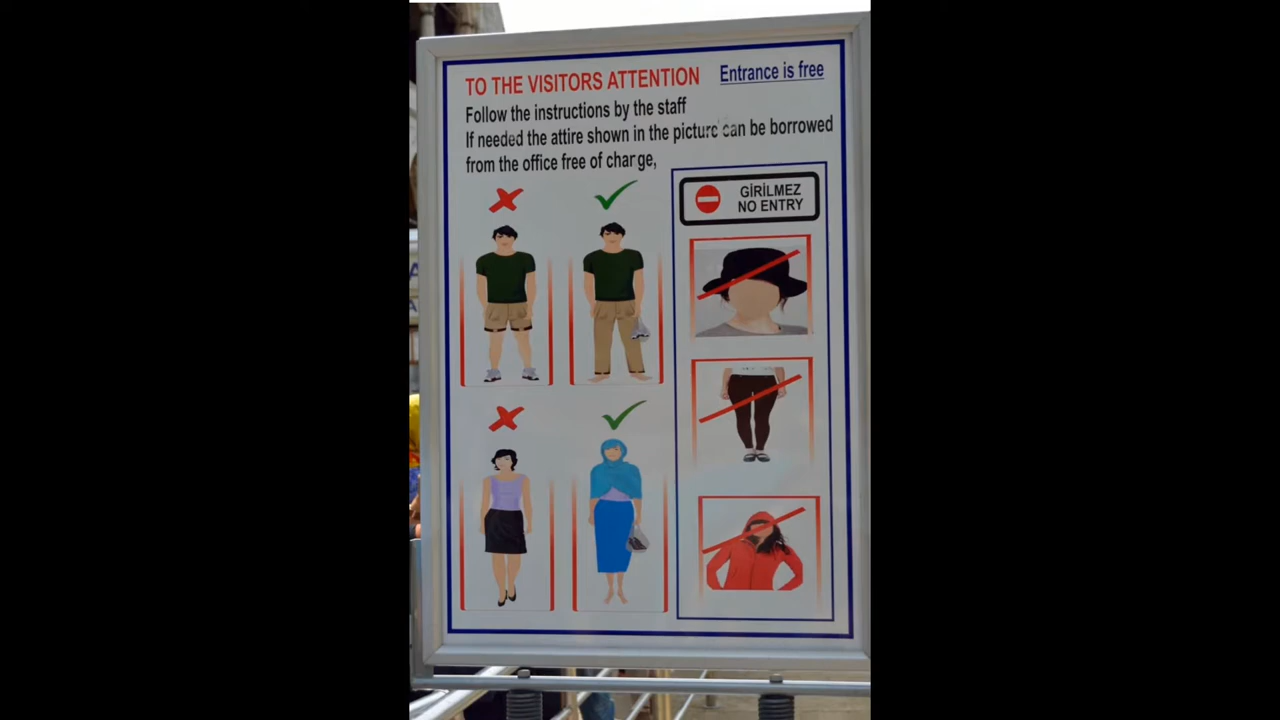 TO THE VISITORS ATTENTION
Entrance is free
Follow the instructions by the staff
If needed the attire shown in the picture can be borrowed
from the office free of charge,
GİRİLMEZ
NO ENTRY